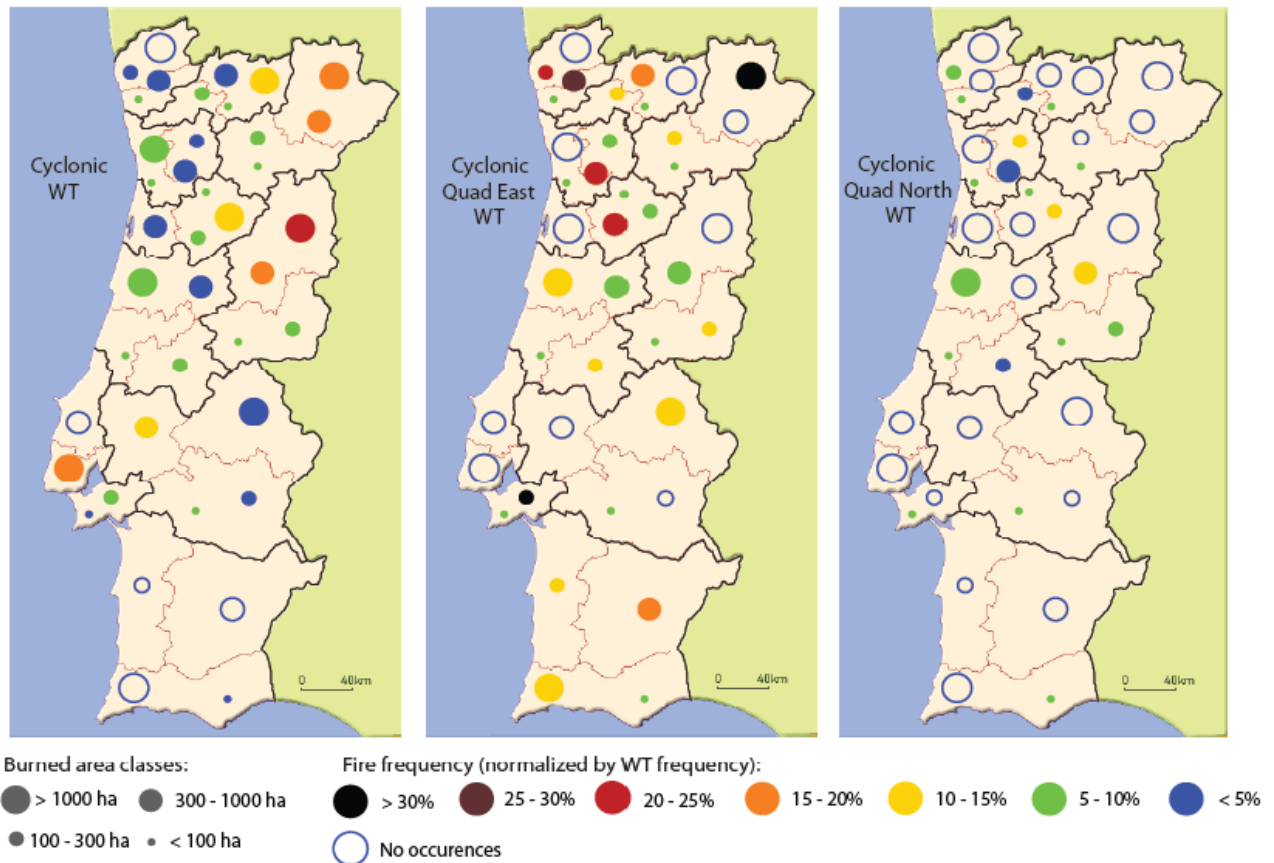 Cyclonic
WT
Cyclonic
Quad East
WT
Cyclonic
Quad North
WT
0 40km
0 40km
0 40km
Burned area classes:
> 1000 ha 300 - 1000 ha
100 - 300 ha < 100 ha
Fire frequency (normalized by WT frequency):
> 30% 25 - 30% 20 - 25% 15 - 20% 10 - 15% 5 - 10% < 5%
No occurences